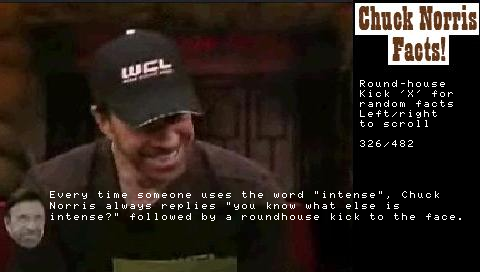 Chuck Norris
Facts!
Round-house
Kick 'X' for
random facts
Left/right
to scroll
326/482
WCL
Every time someone uses the word "intense", Chuck
Norris always replies "you know what else is
intense?" followed by a roundhouse kick to the face.